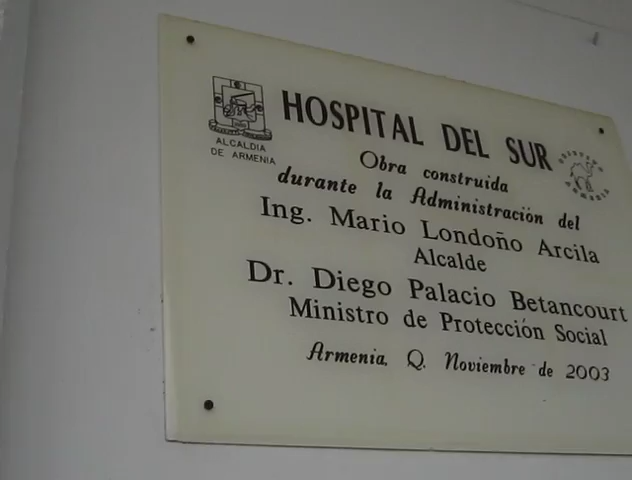 HOSPITAL DEL SUR
ALCALDIA
DE ARMENIA
Obra construida
durante la Administración del
Ing. Mario Londoño Arcila
Alcalde
Dr. Diego Palacio Betancourt
Ministro de Protección Social
Armenia, Q. Noviembre de 2003